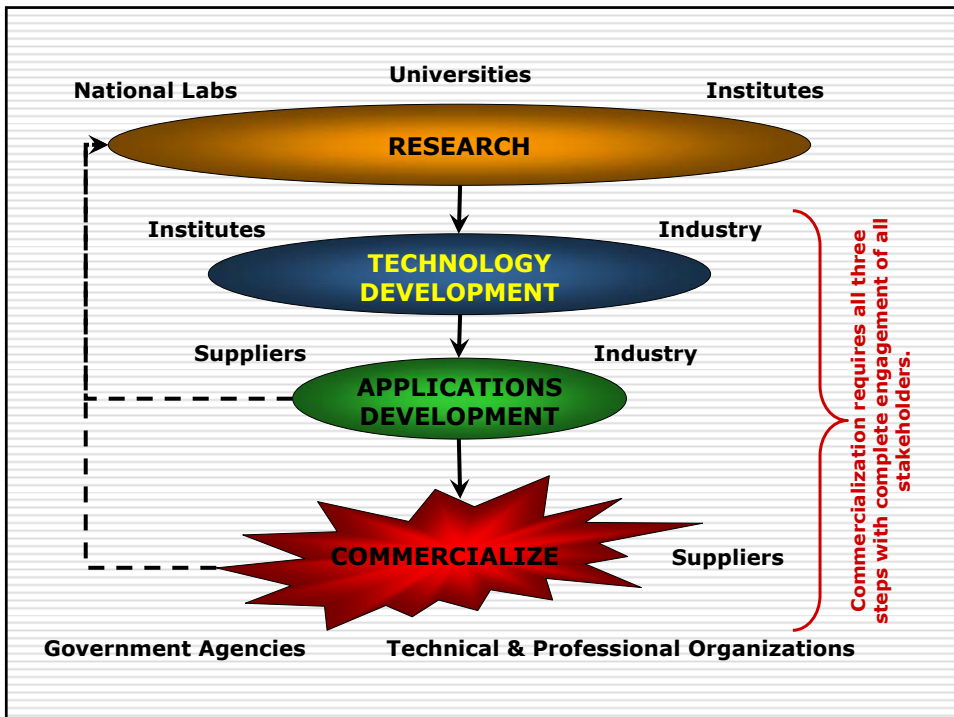 Universities
National Labs
Institutes
RESEARCH
Institutes
Industry
TECHNOLOGY
DEVELOPMENT
Suppliers
Industry
APPLICATIONS
DEVELOPMENT
COMMERCIALIZE
Suppliers
Government Agencies
Technical & Professional Organizations
Commercialization requires all three
steps with complete engagement of all
stakeholders.